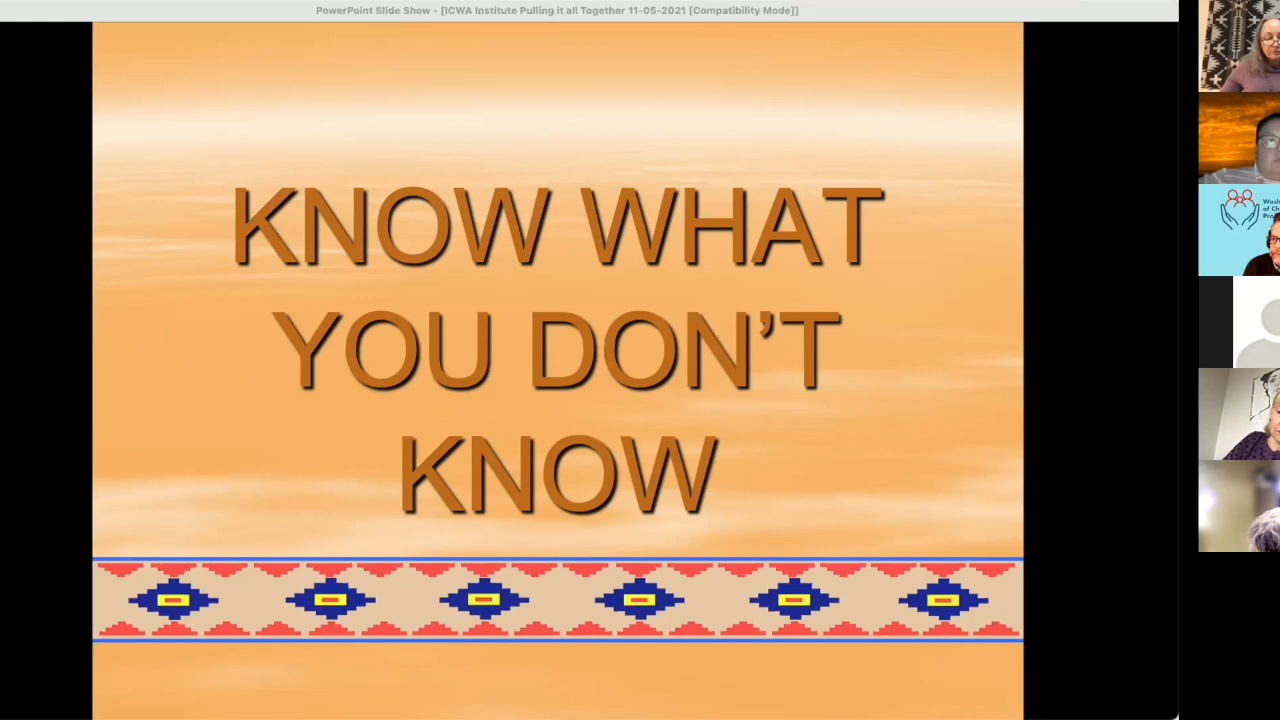 PowerPoint Slide Show - [ICWA Institute Pulling it all Together 11-05-2021 [Compatibility Mode]]
KNOW WHAT
YOU DON’T
KNOW